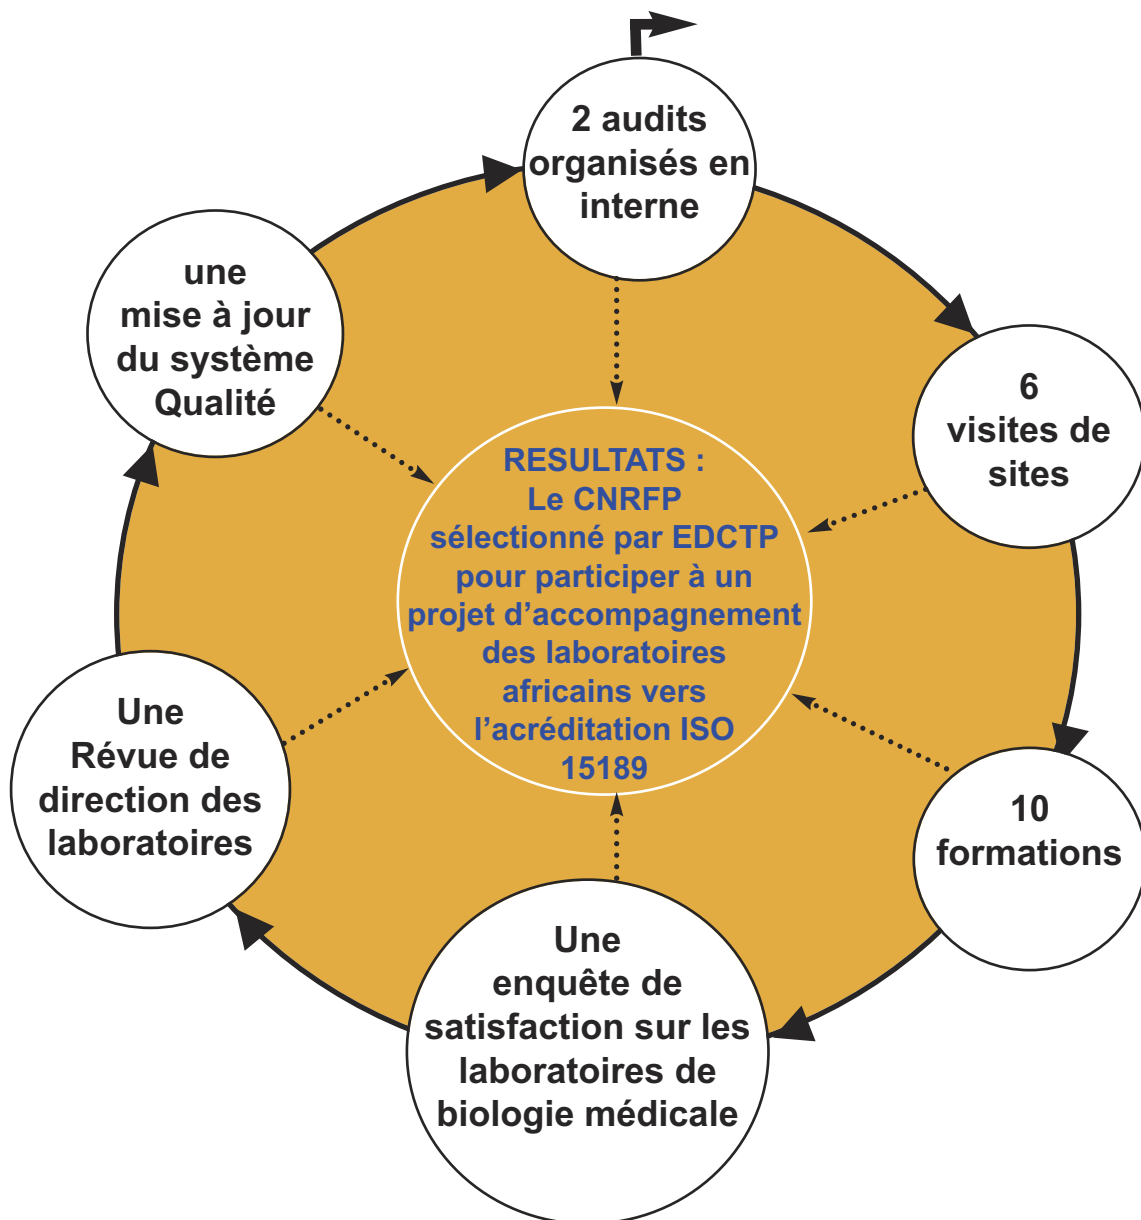 2 audits
organisés en
interne
6
visites de
sites
10
formations
Une
enquête de
satisfaction sur les
laboratoires de
biologie médicale
Une
Révue de
direction des
laboratoires
une
mise à jour
du système
Qualité
RESULTATS :
Le CNRFP
sélectionné par EDCTP
pour participer à un
projet d’accompagnement
des laboratoires
africains vers
l’acréditation ISO
15189